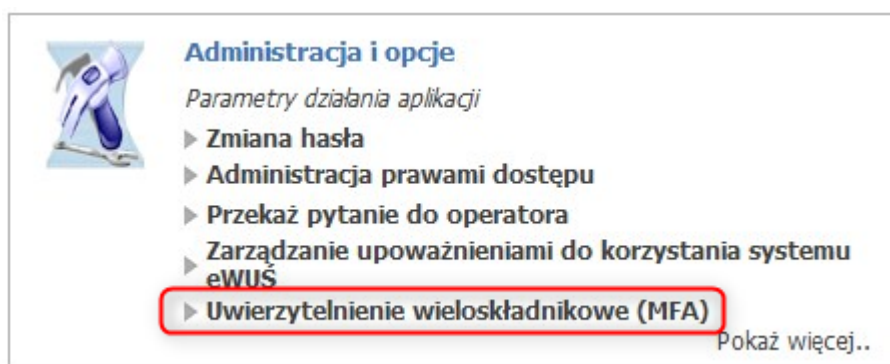 Administracja i opcje
Parametry działania aplikacji
Zmiana hasła
Administracja prawami dostępu
Przekaż pytanie do operatora
Zarządzanie upoważnieniami do korzystania systemu
eWUŚ
Uwierzytelnienie wieloskładnikowe (MFA)
Pokaż więcej..